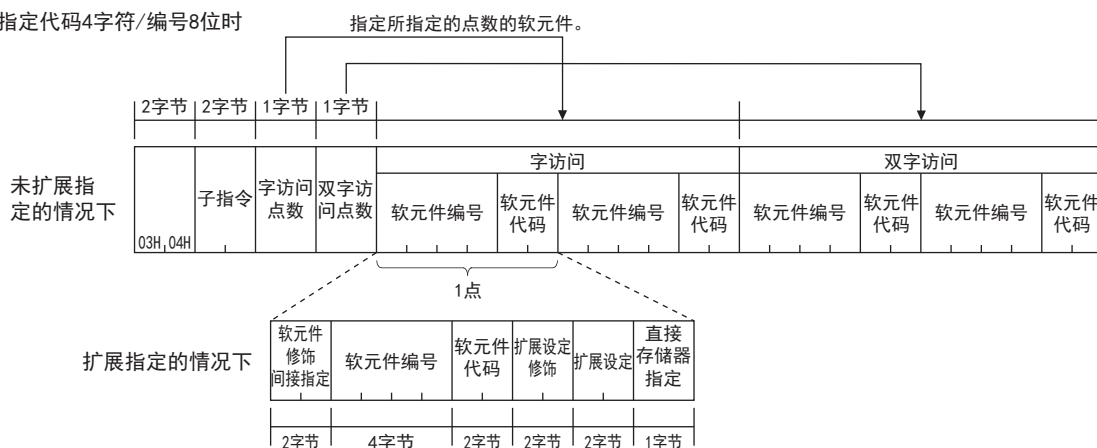 指定代码4字符/编号8位时
指定所指定的点数的软元件。
2字节 2字节 1字节 1字节
未扩展指
定的情况下
03H 04H
子指令
字访问
点数
双字访
问点数
字访问
软元件编号
软元件
代码
软元件编号
软元件
代码
双字访问
软元件编号
软元件
代码
软元件编号
软元件
代码
1点
扩展指定的情况下
软元件
修饰
间接指定
软元件编号
软元件
代码
扩展设定
修饰
扩展设定
直接
存储器
指定
2字节 4字节 2字节 2字节 2字节 1字节